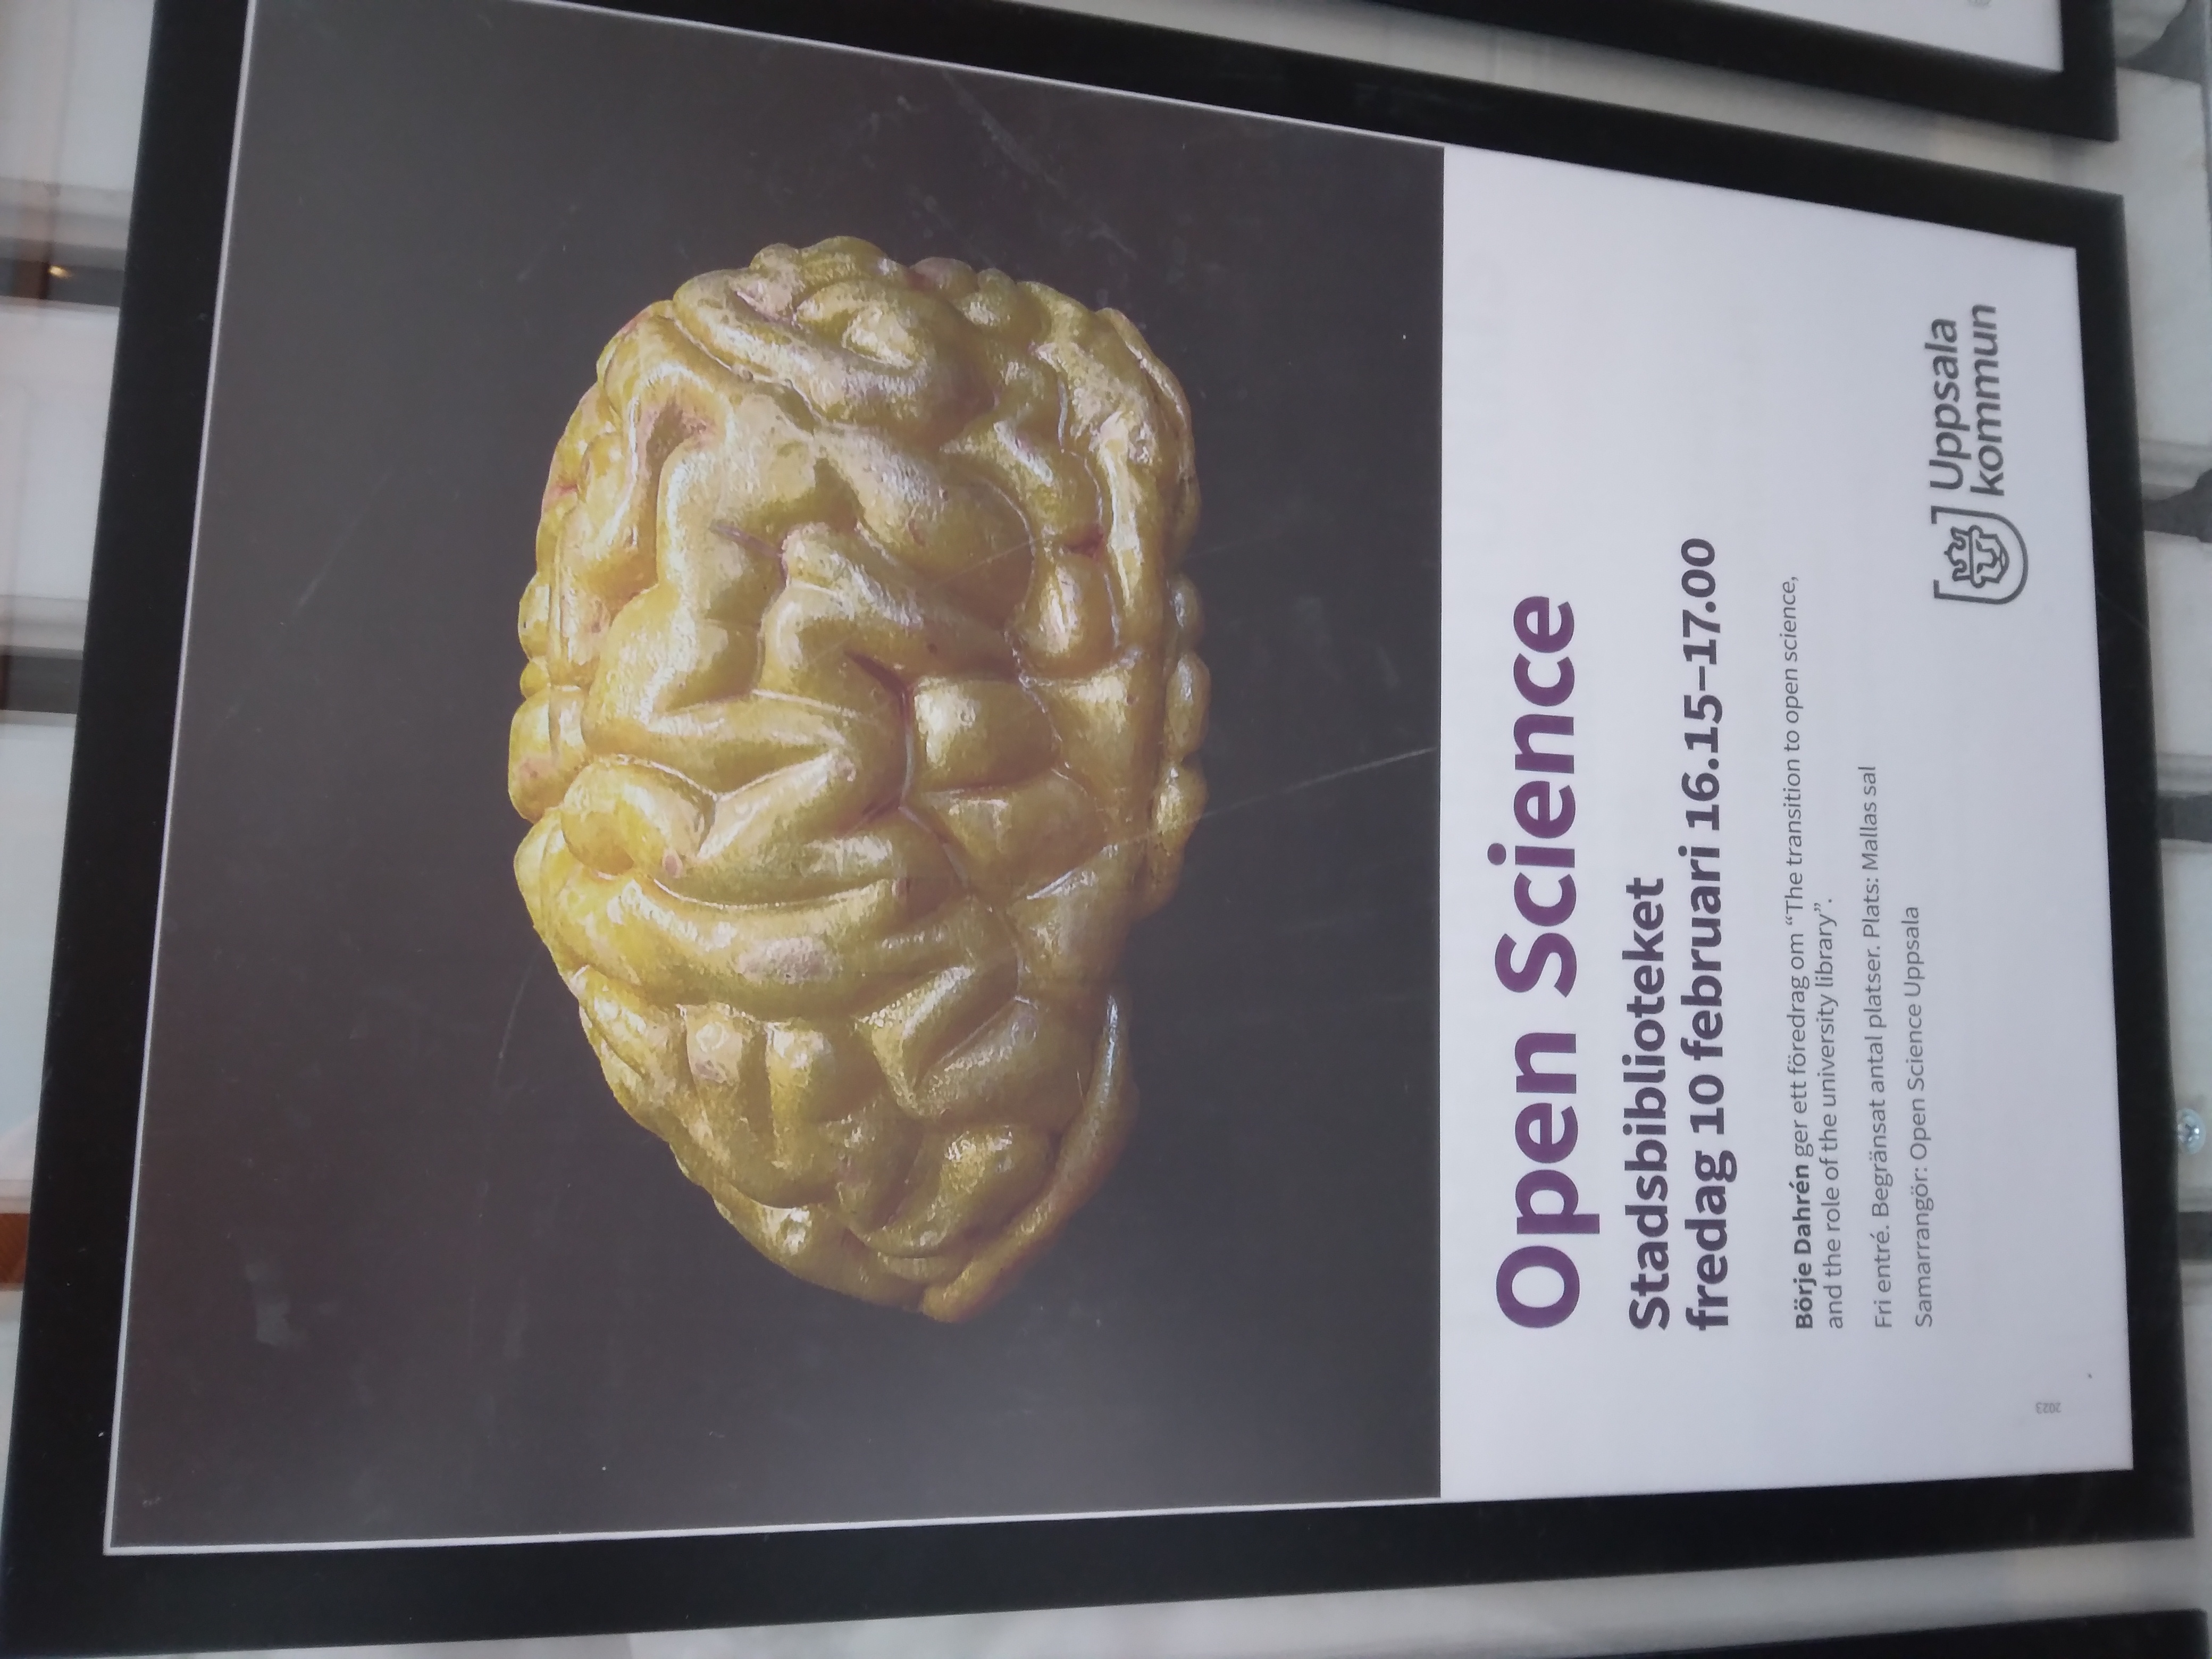 Open Science
Stadsbiblioteket
fredag 10 februari 16.15–17.00
Börje Dahrén ger ett föredrag om “The transition to open science,
and the role of the university library”.
Fri entré. Begränsat antal platser. Plats: Mallas sal
Samarrangör: Open Science Uppsala
Uppsala
kommun
2023